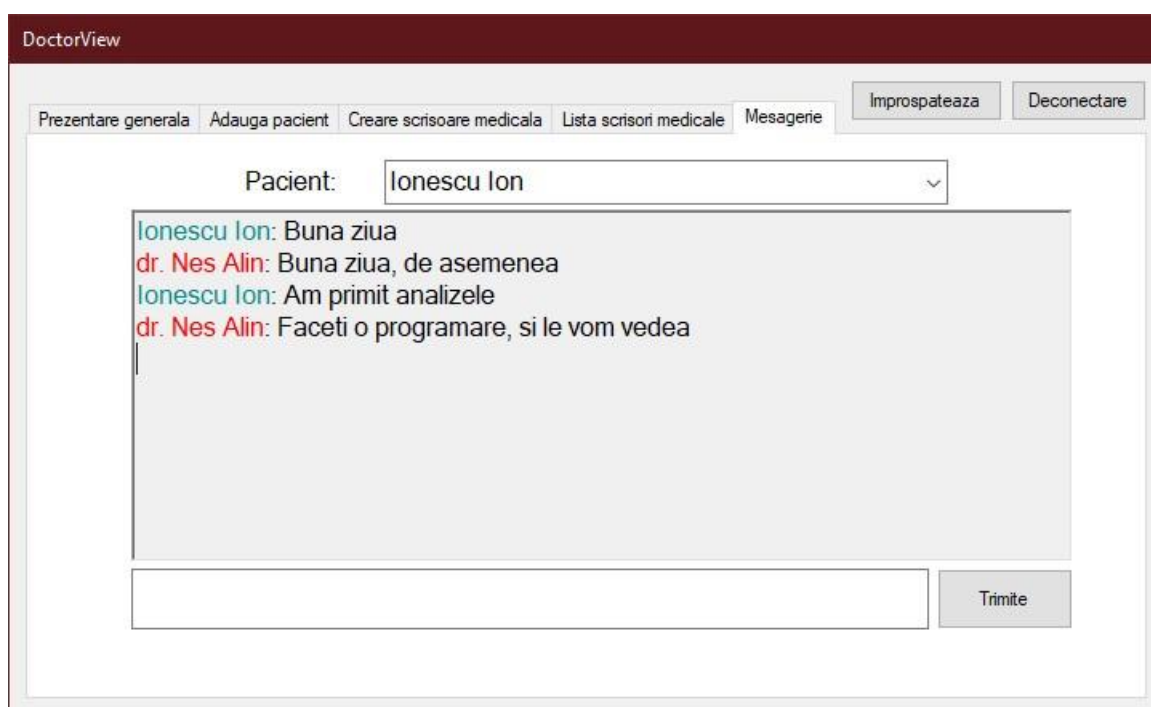 DoctorView
Improspateaza Deconectare
Prezentare generala Adauga pacient Creare scrisoare medicala Lista scrisori medicale Mesagerie
Pacient: Ionescu Ion
Ionescu Ion: Buna ziua
dr. Nes Alin: Buna ziua, de asemenea
Ionescu Ion: Am primit analizele
dr. Nes Alin: Faceti o programare, si le vom vedea
Trimite